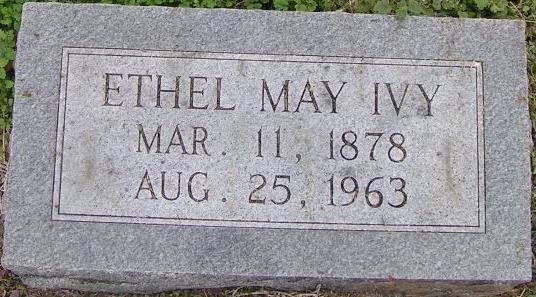 ETHEL MAY IVY
MAR. 11, 1878
AUG. 25, 1963